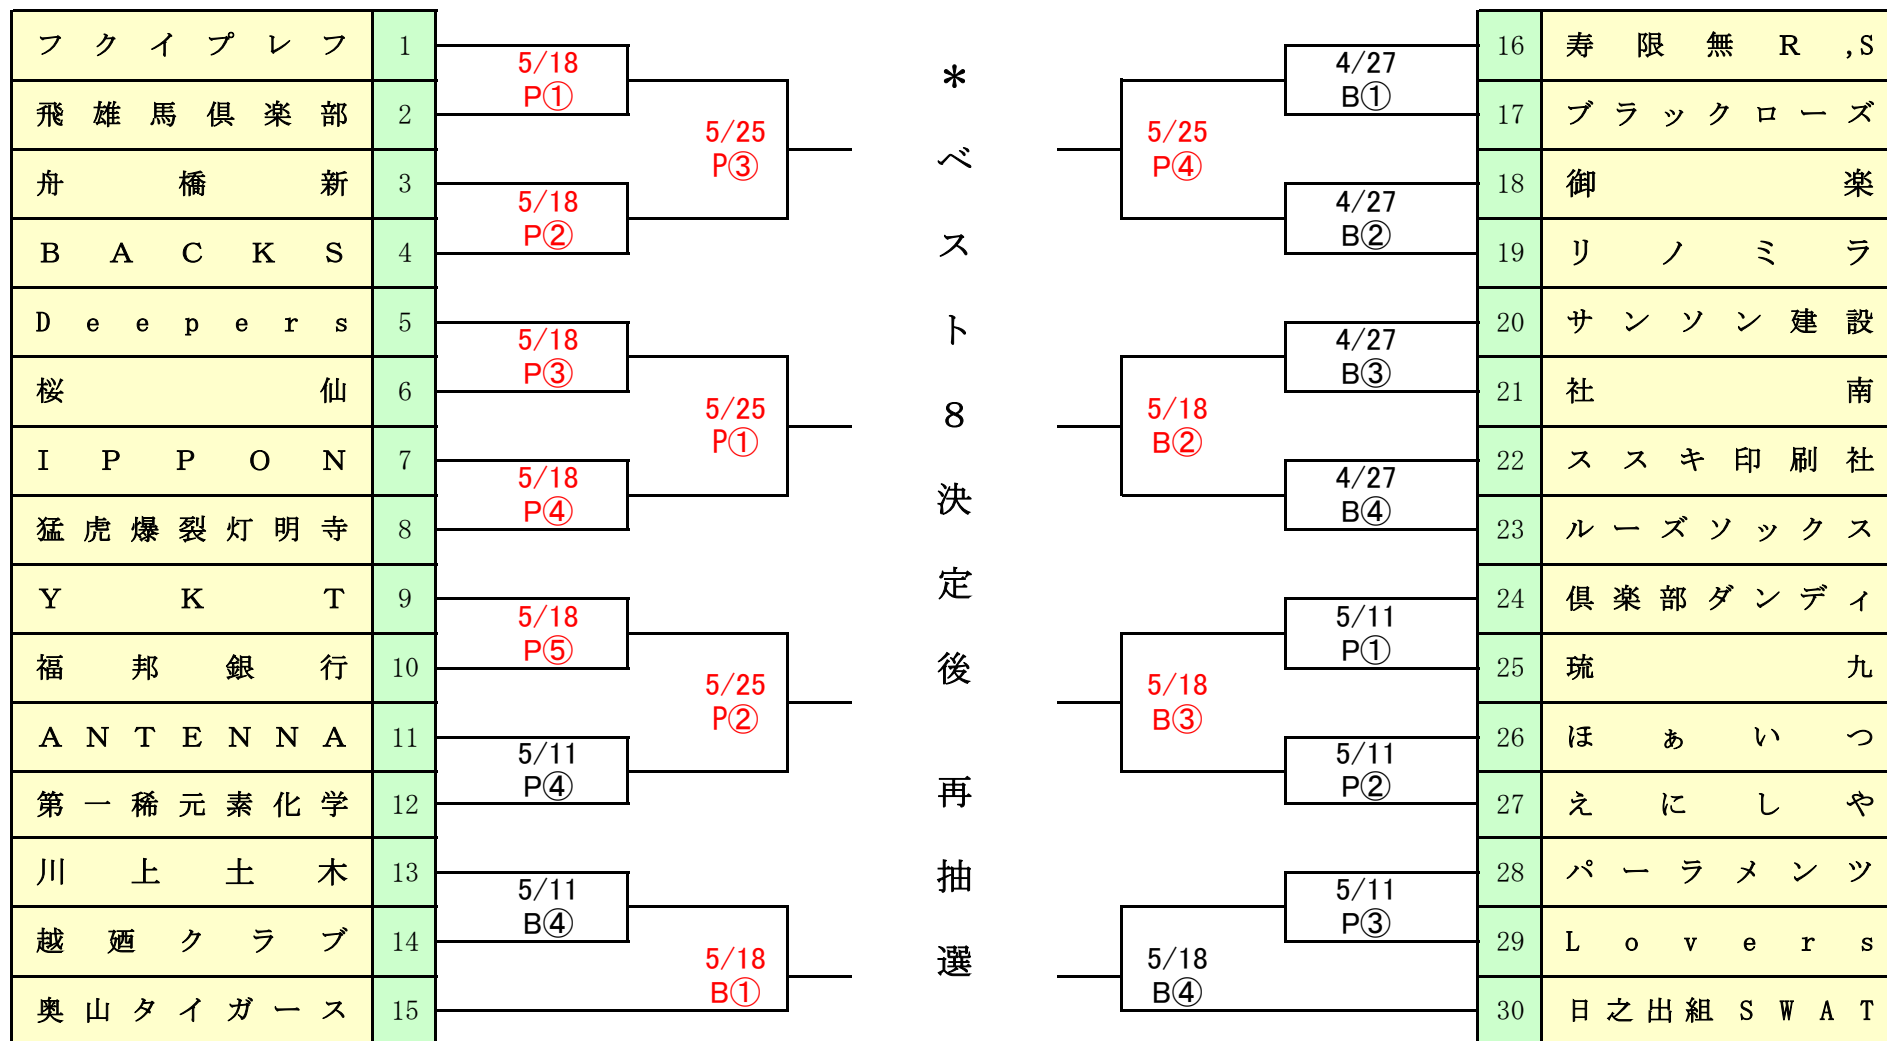 フクイプレフ 1
飛雄馬倶楽部 2
舟橋新 3
BACKS 4
Deepers 5
桜仙 6
IPPON 7
猛虎爆裂灯明寺 8
YKT 9
福邦銀行 10
ANTENNA 11
第一稀元素化学 12
川上土木 13
越廼クラブ 14
奥山タイガース 15
5/18
P①
5/18
P②
5/18
P③
5/18
P④
5/18
P⑤
5/11
P④
5/11
B④
5/25
P③
5/25
P①
5/25
P②
5/18
B①
*ベスト8決定後 再抽選
5/25
P④
5/18
B②
5/18
B③
5/18
B④
4/27
B①
4/27
B②
4/27
B③
4/27
B④
5/11
P①
5/11
P②
5/11
P③
16 寿限無R,S
17 ブラックローズ
18 御楽
19 リノミラ
20 サンソン建設
21 社南
22 ススキ印刷社
23 ルーズソックス
24 倶楽部ダンディ
25 琉九
26 ほぁいつ
27 えにしや
28 パーラメンツ
29 Lovers
30 日之出組SWAT